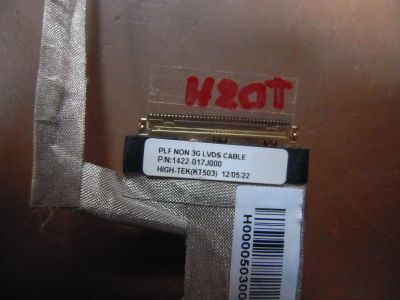 H20T
PLF NON 3G LVDS CABLE
P/N:1422-017J000
HIGH-TEK(KT503) 12/05/22
H000050300